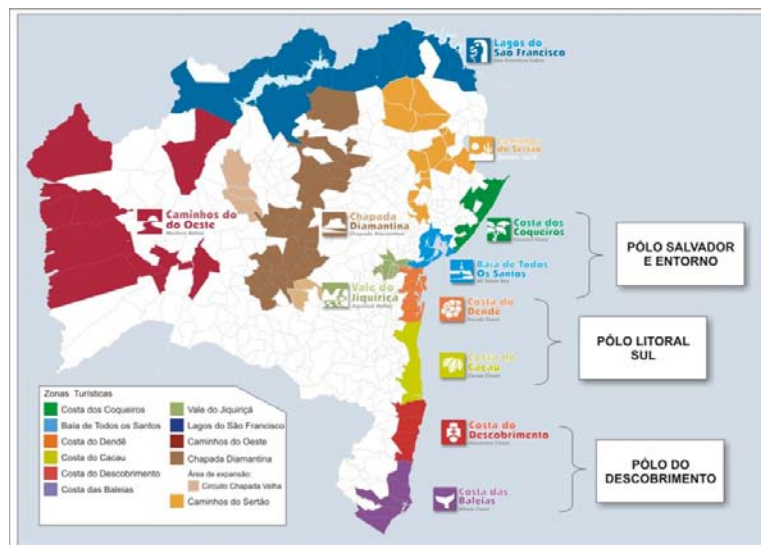 Lagos do
São Francisco
Caminhos
do Sertão
Caminhos do
do Oeste
Chapada
Diamantina
Chapada Diamantina
Costa dos
Coqueiros
PÓLO SALVADOR
E ENTORNO
Baía de Todos
Os Santos
Vale do
Jiquiriça
Costa do
Dendê
PÓLO LITORAL
SUL
Costa do
Cacau
Costa do
Descobrimento
PÓLO DO
DESCOBRIMENTO
Costa das
Baleias
Zonas Turísticas
Costa dos Coqueiros
Baía de Todos os Santos
Costa do Dendê
Costa do Cacau
Costa do Descobrimento
Costa das Baleias
Vale do Jiquiriçá
Lagos do São Francisco
Caminhos do Oeste
Chapada Diamantina
Área de expansão:
Circuito Chapada Velha
Caminhos do Sertão